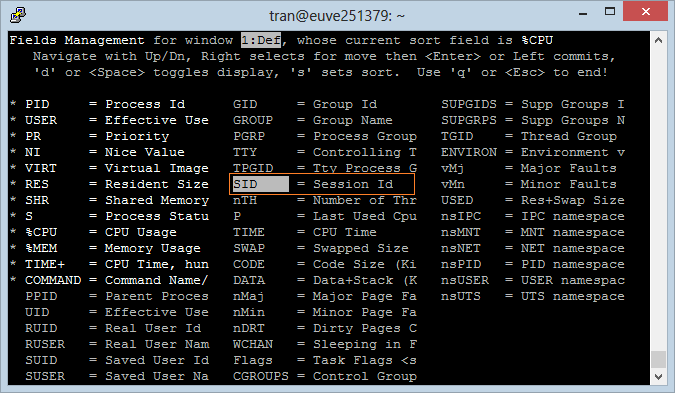 tran@euve251379: ~
Fields Management for window 1:Def, whose current sort field is %CPU
Navigate with Up/Dn, Right selects for move then <Enter> or Left commits,
'd' or <Space> toggles display, 's' sets sort.  Use 'q' or <Esc> to end!
* PID     = Process Id     GID     = Group Id       SUPGIDS = Supp Groups I
* USER    = Effective Use  GROUP   = Group Name     SUPGRPS = Supp Groups N
* PR      = Priority       PGRP    = Process Group  TGID    = Thread Group
* NI      = Nice Value     TTY     = Controlling T  ENVIRON = Environment v
* VIRT    = Virtual Image  TPGID   = Tty Process G  vMj     = Major Faults
* RES     = Resident Size  SID     = Session Id     vMn     = Minor Faults
* SHR     = Shared Memory  nTH     = Number of Thr  USED    = Res+Swap Size
* S       = Process Statu  P       = Last Used Cpu  nsIPC   = IPC namespace
* %CPU    = CPU Usage      TIME    = CPU Time       nsMNT   = MNT namespace
* %MEM    = Memory Usage   SWAP    = Swapped Size   nsNET   = NET namespace
* TIME+   = CPU Time, hun  CODE    = Code Size (Ki  nsPID   = PID namespace
* COMMAND = Command Name/  DATA    = Data+Stack (K  nsUSER  = USER namespac
PPID    = Parent Proces  nMaj    = Major Page Fa  nsUTS   = UTS namespace
UID     = Effective Use  nMin    = Minor Page Fa
RUID    = Real User Id   nDRT    = Dirty Pages C
RUSER   = Real User Nam  WCHAN   = Sleeping in F
SUID    = Saved User Id  Flags   = Task Flags <s
SUSER   = Saved User Na  CGROUPS = Control Group